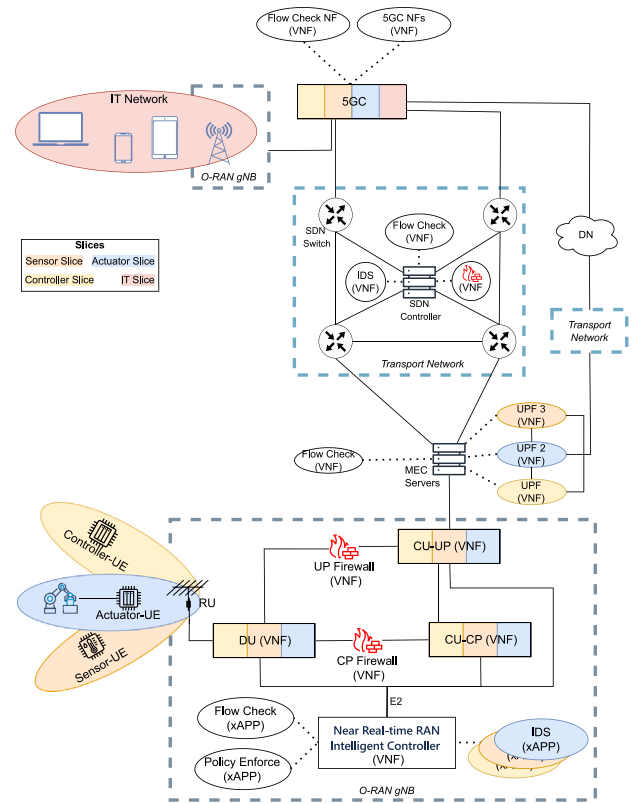 Flow Check NF
(VNF)
5GC NFs
(VNF)
IT Network
5GC
O-RAN gNB
SDN
Switch
Flow Check
(VNF)
IDS
(VNF)
(VNF
SDN
Controller
DN
Slices
Sensor Slice
Actuator Slice
Controller Slice
IT Slice
Transport
Network
Transport Network
UPF 3
(VNF)
Flow Check
(VNF)
MEC
Servers
UPF 2
(VNF)
UPF
(VNF)
Controller-UE
Actuator-UE
Sensor-UE
RU
UP Firewall
(VNF)
CU-UP (VNF)
DU (VNF)
CP Firewall
(VNF)
CU-CP (VNF)
E2
Flow Check
(xAPP)
Policy Enforce
(xAPP)
Near Real-time RAN
Intelligent Controller
(VNF)
IDS
(xAPP)
O-RAN gNB